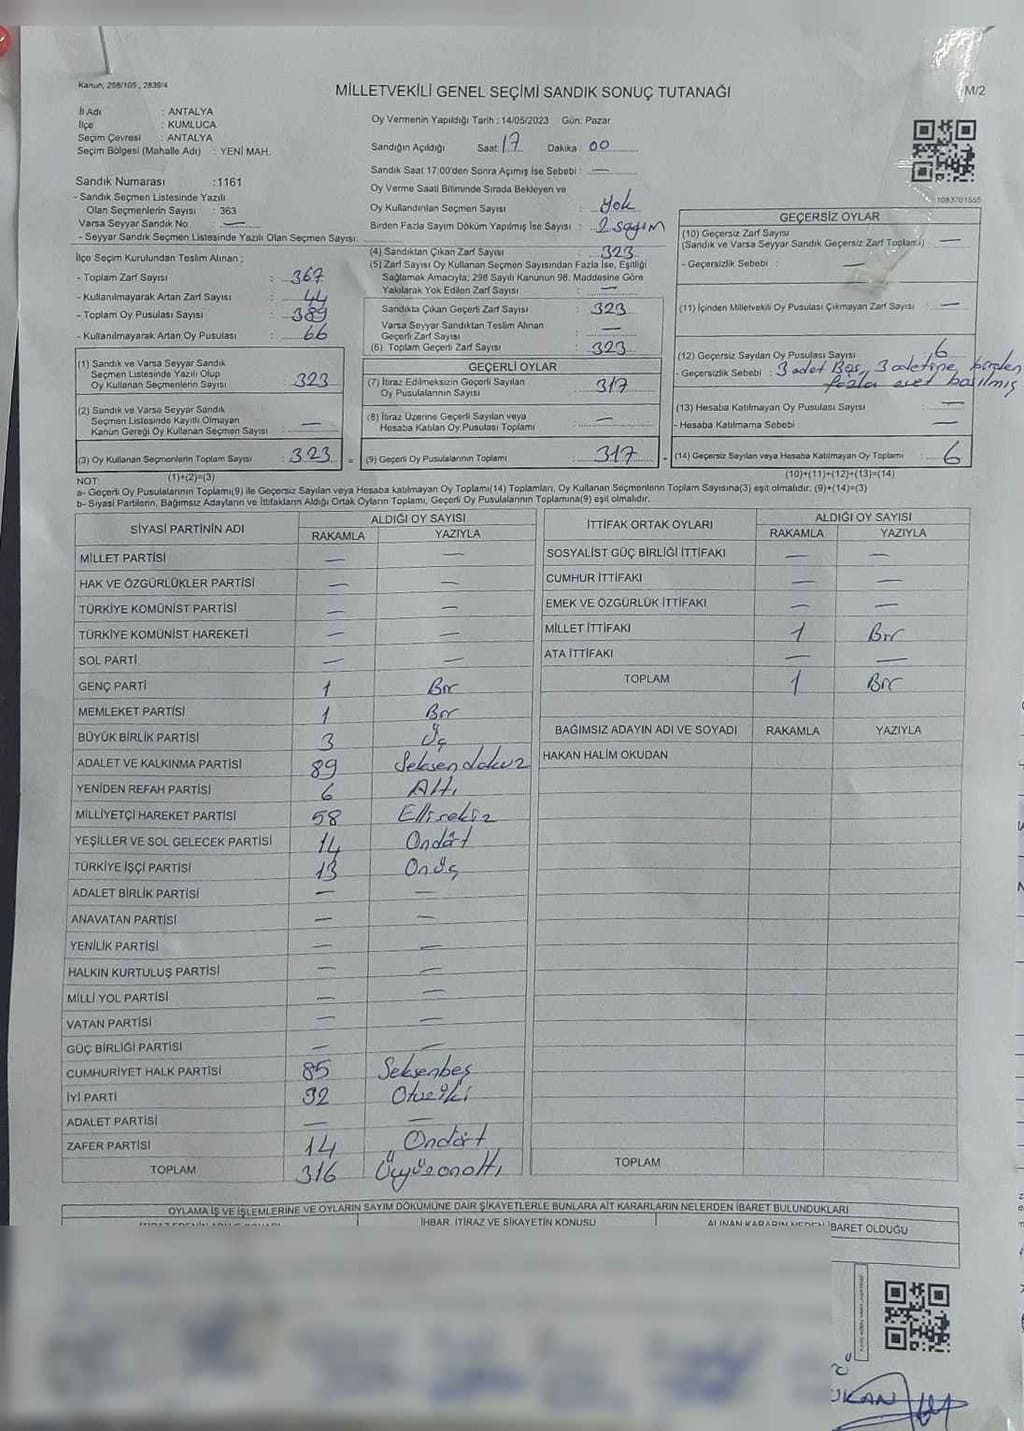 Kanun; 298/105, 2839/4
MİLLETVEKİLİ GENEL SEÇİMİ SANDIK SONUÇ TUTANAĞI
M/2
İl Adı : ANTALYA
İlçe : KUMLUCA
Seçim Çevresi : ANTALYA
Seçim Bölgesi (Mahalle Adı) : YENİ MAH.
Sandık Numarası :1161
- Sandık Seçmen Listesinde Yazılı
Olan Seçmenlerin Sayısı : 363
Varsa Seyyar Sandık No : —
- Seyyar Sandık Seçmen Listesinde Yazılı Olan Seçmen Sayısı:
Oy Vermenin Yapıldığı Tarih : 14/05/2023 Gün: Pazar
Sandığın Açıldığı Saat: 17 Dakika : 00
Sandık Saat 17:00'den Sonra Açımış İse Sebebi : —
Oy Verme Saati Bitiminde Sırada Bekleyen ve
Oy Kullandırılan Seçmen Sayısı : Yok
Birden Fazla Sayım Döküm Yapılmış İse Sayısı : 2 sayım
1083701555
İlçe Seçim Kurulundan Teslim Alınan ;
- Toplam Zarf Sayısı : 367
- Kullanılmayarak Artan Zarf Sayısı : 44
- Toplam Oy Pusulası Sayısı : 389
- Kullanılmayarak Artan Oy Pusulası : 66
(4) Sandıktan Çıkan Zarf Sayısı : 323
(5) Zarf Sayısı Oy Kullanan Seçmen Sayısından Fazla İse, Eşitliği
Sağlamak Amacıyla; 298 Sayılı Kanunun 98. Maddesine Göre
Yakılarak Yok Edilen Zarf Sayısı : —
Sandıkta Çıkan Geçerli Zarf Sayısı : 323
Varsa Seyyar Sandıktan Teslim Alınan
Geçerli Zarf Sayısı : —
(6) Toplam Geçerli Zarf Sayısı : 323
GEÇERSİZ OYLAR
(10) Geçersiz Zarf Sayısı
(Sandık ve Varsa Seyyar Sandık Geçersiz Zarf Toplamı) —
- Geçersizlik Sebebi : —
(11) İçinden Milletvekili Oy Pusulası Çıkmayan Zarf Sayısı : —
(12) Geçersiz Sayılan Oy Pusulası Sayısı : 6
- Geçersizlik Sebebi : 3 adet Boş, 3 adetine birden
fazla evet basılmış
(13) Hesaba Katılmayan Oy Pusulası Sayısı : —
- Hesaba Katılmama Sebebi : —
(14) Geçersiz Sayılan veya Hesaba Katılmayan Oy Toplamı : 6
(10)+(11)+(12)+(13)=(14)
(1) Sandık ve Varsa Seyyar Sandık
Seçmen Listesinde Yazılı Olup
Oy Kullanan Seçmenlerin Sayısı : 323
(2) Sandık ve Varsa Seyyar Sandık
Seçmen Listesinde Kayıtlı Olmayan
Kanun Gereği Oy Kullanan Seçmen Sayısı : —
(3) Oy Kullanan Seçmenlerin Toplam Sayısı : 323 =
(1)+(2)=(3)
GEÇERLİ OYLAR
(7) İtiraz Edilmeksizin Geçerli Sayılan
Oy Pusulalarının Sayısı : 317
(8) İtiraz Üzerine Geçerli Sayılan veya
Hesaba Katılan Oy Pusulası Toplamı : —
(9) Geçerli Oy Pusulalarının Toplamı : 317 +
NOT:
a- Geçerli Oy Pusulalarının Toplamı(9) ile Geçersiz Sayılan veya Hesaba katılmayan Oy Toplamı(14) Toplamları, Oy Kullanan Seçmenlerin Toplam Sayısına(3) eşit olmalıdır. (9)+(14)=(3)
b- Siyasi Partilerin, Bağımsız Adayların ve İttifakların Aldığı Ortak Oyların Toplamı, Geçerli Oy Pusulalarının Toplamına(9) eşit olmalıdır.
SİYASİ PARTİNİN ADI ALDIĞI OY SAYISI
RAKAMLA YAZIYLA
MİLLET PARTİSİ — —
HAK VE ÖZGÜRLÜKLER PARTİSİ — —
TÜRKİYE KOMÜNİST PARTİSİ — —
TÜRKİYE KOMÜNİST HAREKETİ — —
SOL PARTİ — —
GENÇ PARTİ 1 Bir
MEMLEKET PARTİSİ 1 Bir
BÜYÜK BİRLİK PARTİSİ 3 Üç
ADALET VE KALKINMA PARTİSİ 89 Seksendokuz
YENİDEN REFAH PARTİSİ 6 Altı
MİLLİYETÇİ HAREKET PARTİSİ 58 Ellisekiz
YEŞİLLER VE SOL GELECEK PARTİSİ 14 Ondört
TÜRKİYE İŞÇİ PARTİSİ 13 Onüç
ADALET BİRLİK PARTİSİ — —
ANAVATAN PARTİSİ — —
YENİLİK PARTİSİ — —
HALKIN KURTULUŞ PARTİSİ — —
MİLLİ YOL PARTİSİ — —
VATAN PARTİSİ — —
GÜÇ BİRLİĞİ PARTİSİ — —
CUMHURİYET HALK PARTİSİ 85 Seksenbeş
İYİ PARTİ 32 Otuziki
ADALET PARTİSİ — —
ZAFER PARTİSİ 14 Ondört
TOPLAM 316 Üçyüzonaltı
İTTİFAK ORTAK OYLARI ALDIĞI OY SAYISI
RAKAMLA YAZIYLA
SOSYALİST GÜÇ BİRLİĞİ İTTİFAKI — —
CUMHUR İTTİFAKI — —
EMEK VE ÖZGÜRLÜK İTTİFAKI — —
MİLLET İTTİFAKI 1 Bir
ATA İTTİFAKI — —
TOPLAM 1 Bir
BAĞIMSIZ ADAYIN ADI VE SOYADI RAKAMLA YAZIYLA
HAKAN HALİM OKUDAN
TOPLAM
OYLAMA İŞ VE İŞLEMLERİNE VE OYLARIN SAYIM DÖKÜMÜNE DAİR ŞİKAYETLERLE BUNLARA AİT KARARLARIN NELERDEN İBARET BULUNDUKLARI
İHBAR, İTİRAZ VE ŞİKAYETİN KONUSU
ALINAN KARARIN NEDEN İBARET OLDUĞU